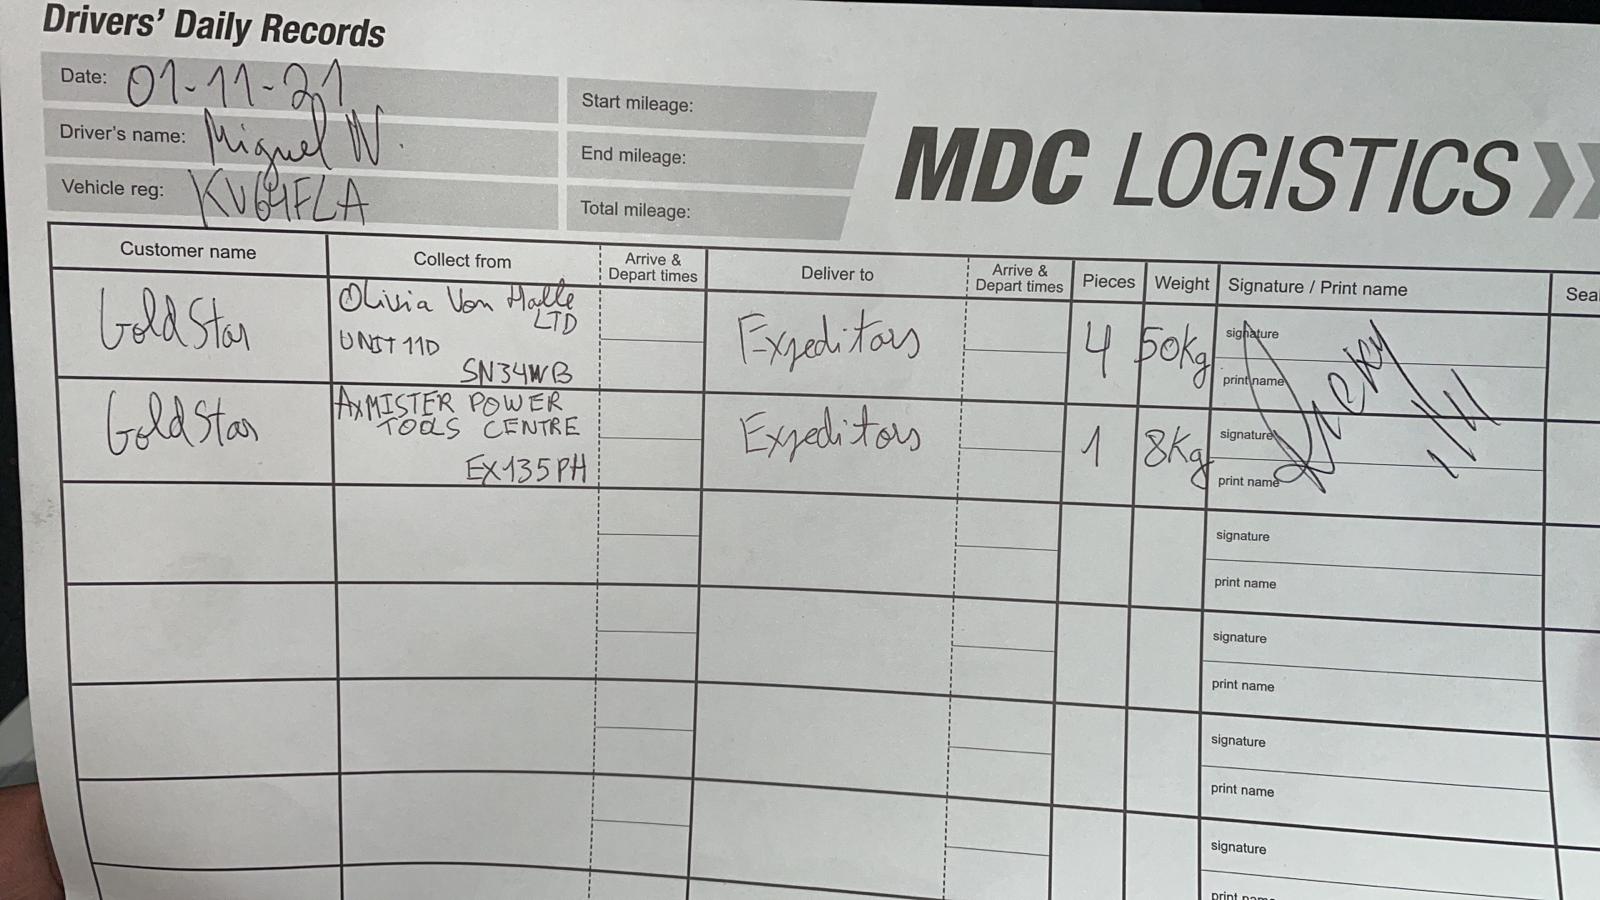 Drivers' Daily Records
Date: 01-11-21
Driver's name: Miguel W.
Vehicle reg: KV64FLA
Start mileage:
End mileage:
Total mileage:
MDC LOGISTICS
Customer name Collect from Arrive & Depart times Deliver to Arrive & Depart times Pieces Weight Signature / Print name Seal
Gold Star
Olivia Von Halle
LTD
UNIT 11D
SN34WB
Expeditors
4
50kg
signature
print name
Gold Star
AXMISTER POWER
TOOLS CENTRE
EX135PH
Expeditors
1
8Kg
signature
print name
1/11
signature
print name
signature
print name
signature
print name
signature
print name